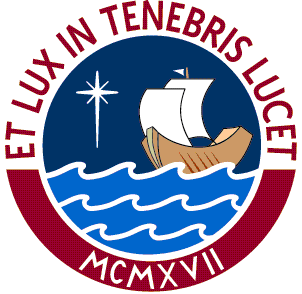 ET LUX IN TENEBRIS LUCET
MCMXVII